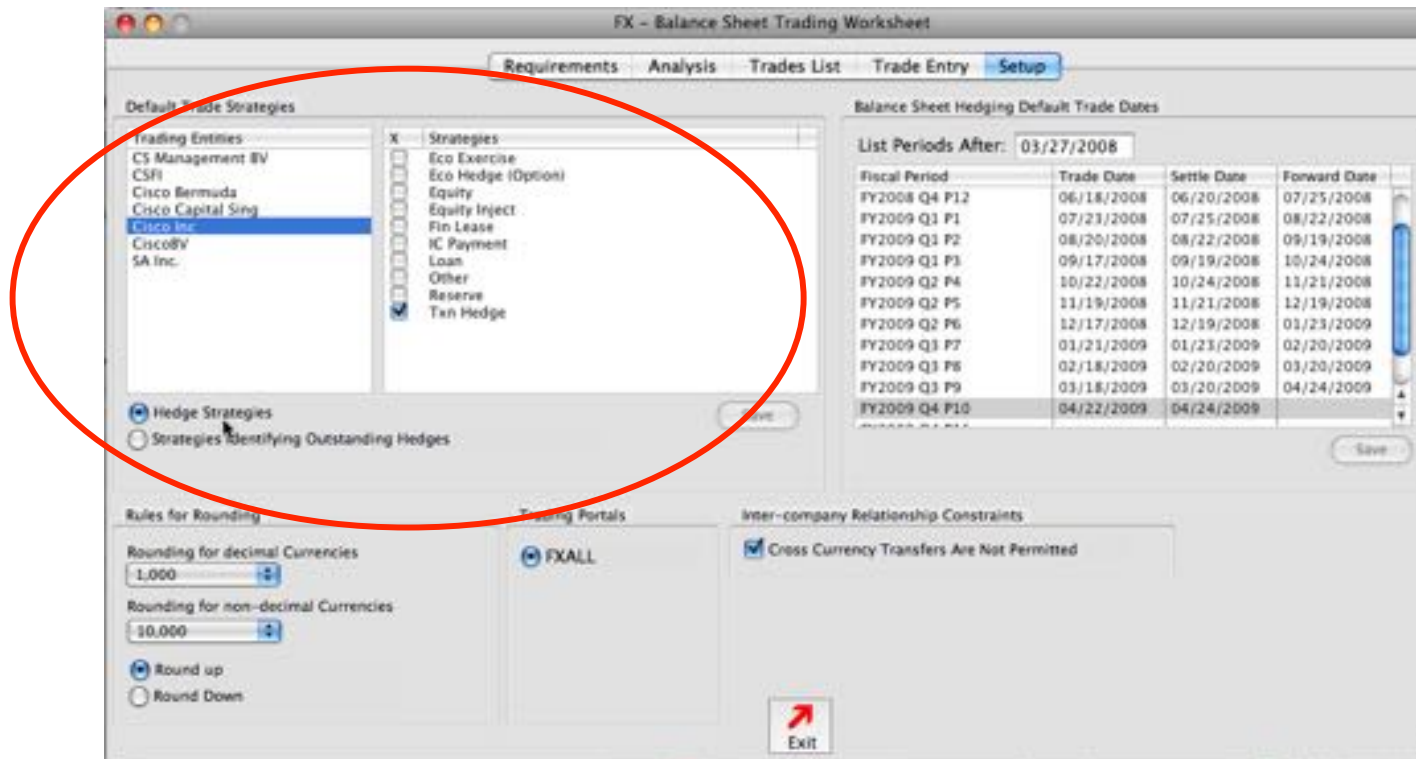 FX - Balance Sheet Trading Worksheet
Requirements Analysis Trades List Trade Entry Setup
Default Trade Strategies
Trading Entities
CS Management BV
CSFI
Cisco Bermuda
Cisco Capital Sing
Cisco Inc
CiscoBV
SA Inc.
X Strategies
Eco Exercise
Eco Hedge (Option)
Equity
Equity Inject
Fin Lease
IC Payment
Loan
Other
Reserve
Txn Hedge
Hedge Strategies
Strategies Identifying Outstanding Hedges
Save
Balance Sheet Hedging Default Trade Dates
List Periods After: 03/27/2008
Fiscal Period Trade Date Settle Date Forward Date
FY2008 Q4 P12 06/18/2008 06/20/2008 07/25/2008
FY2009 Q1 P1 07/23/2008 07/25/2008 08/22/2008
FY2009 Q1 P2 08/20/2008 08/22/2008 09/19/2008
FY2009 Q1 P3 09/17/2008 09/19/2008 10/24/2008
FY2009 Q2 P4 10/22/2008 10/24/2008 11/21/2008
FY2009 Q2 P5 11/19/2008 11/21/2008 12/19/2008
FY2009 Q2 P6 12/17/2008 12/19/2008 01/23/2009
FY2009 Q3 P7 01/21/2009 01/23/2009 02/20/2009
FY2009 Q3 P8 02/18/2009 02/20/2009 03/20/2009
FY2009 Q3 P9 03/18/2009 03/20/2009 04/24/2009
FY2009 Q4 P10 04/22/2009 04/24/2009
Save
Rules for Rounding
Rounding for decimal Currencies
1,000
Rounding for non-decimal Currencies
10,000
Round up
Round Down
Trading Portals
FXALL
Inter-company Relationship Constraints
Cross Currency Transfers Are Not Permitted
Exit